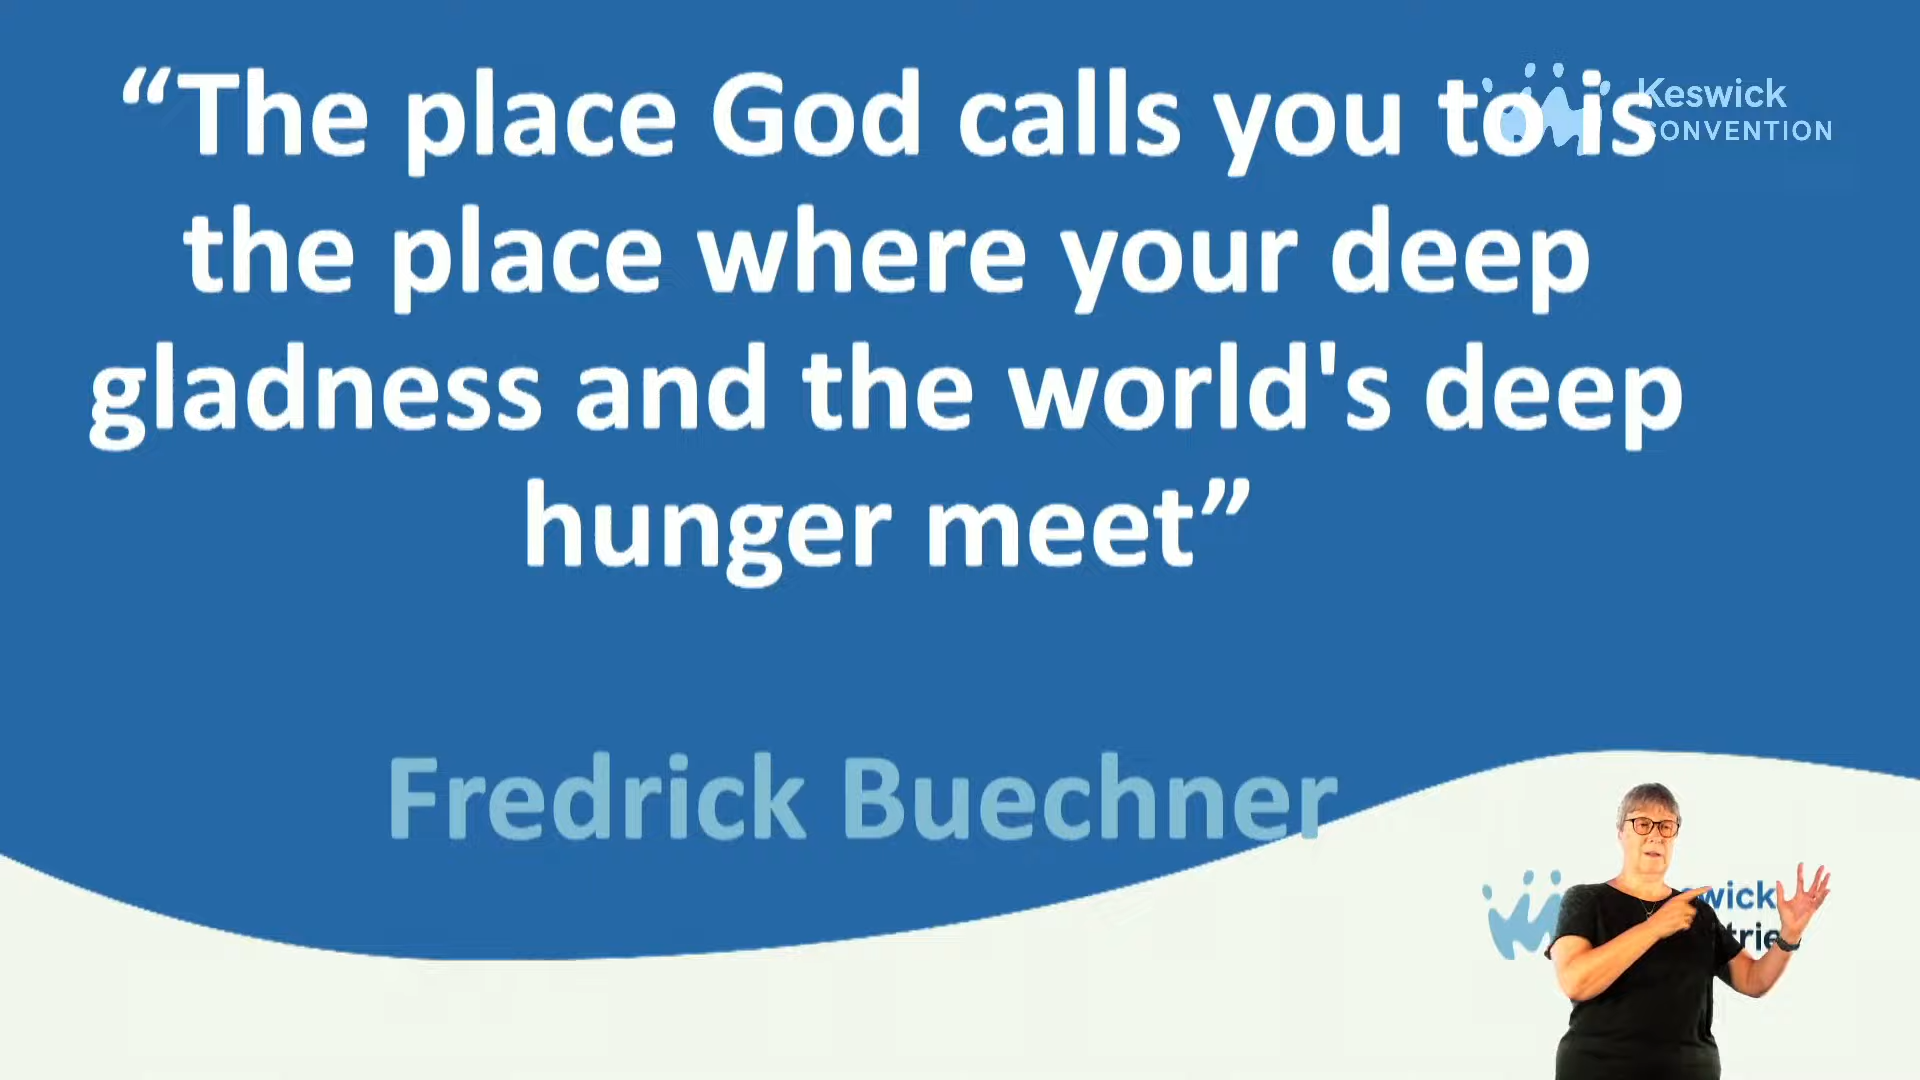 “The place God calls you to is
Keswick
CONVENTION
the place where your deep
gladness and the world's deep
hunger meet”
Fredrick Buechner